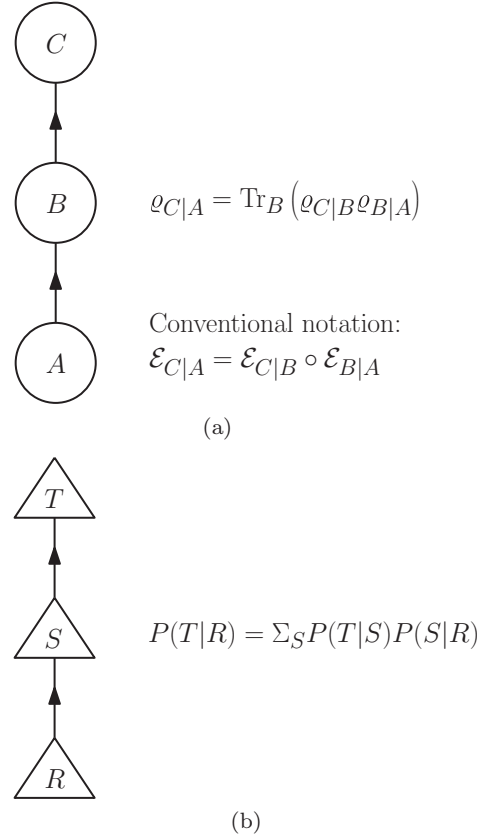 C
B
ϱ_{C|A} = Tr_B (ϱ_{C|B} ϱ_{B|A})
Conventional notation:
A
ℰ_{C|A} = ℰ_{C|B} ∘ ℰ_{B|A}
(a)
T
S
P(T|R) = Σ_S P(T|S)P(S|R)
R
(b)